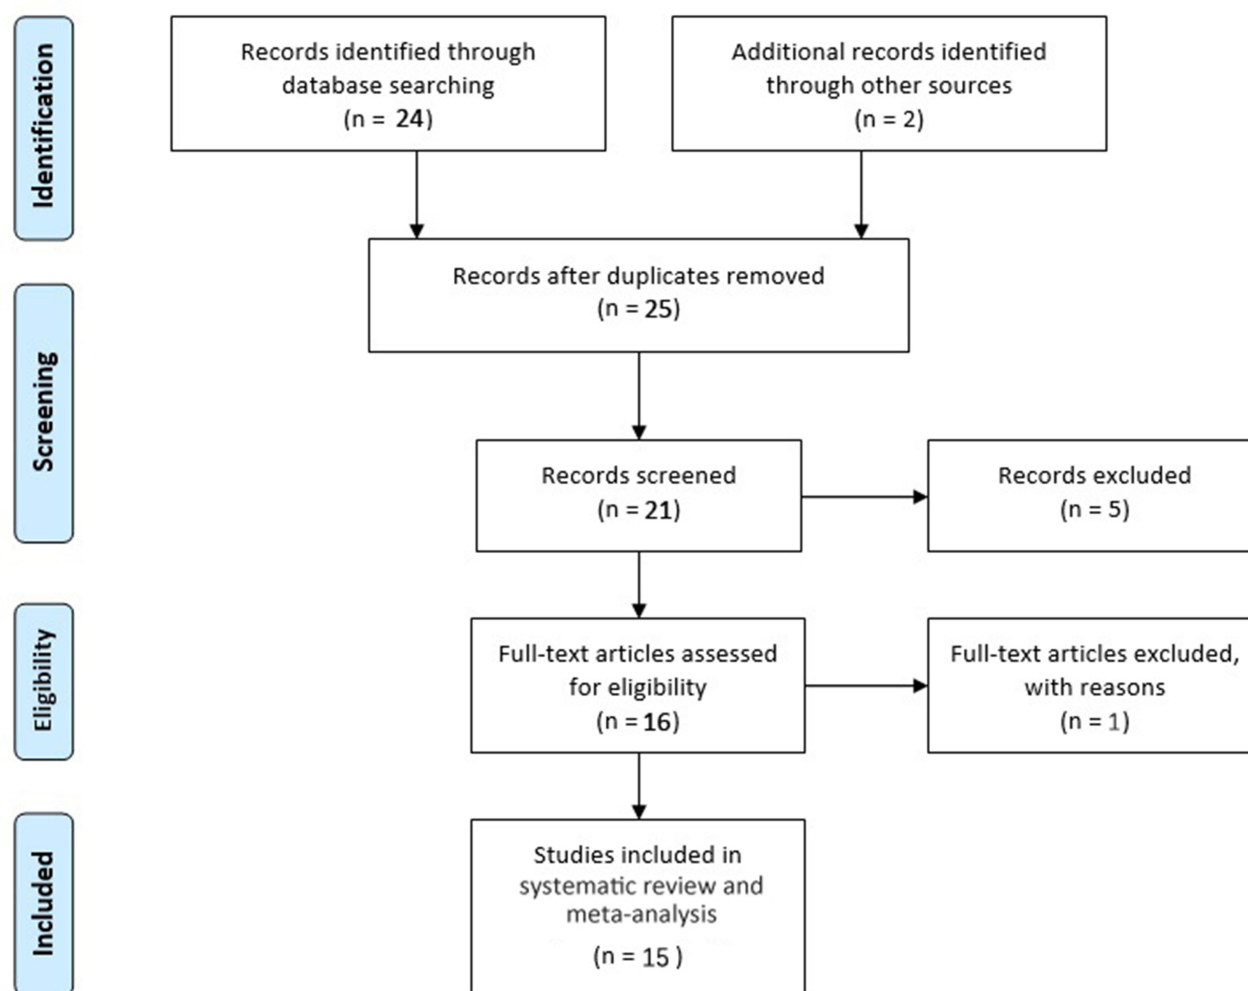 Identification
Records identified through
database searching
(n = 24)
Additional records identified
through other sources
(n = 2)
Records after duplicates removed
(n = 25)
Screening
Records screened
(n = 21)
Records excluded
(n = 5)
Eligibility
Full-text articles assessed
for eligibility
(n = 16)
Full-text articles excluded,
with reasons
(n = 1)
Included
Studies included in
systematic review and
meta-analysis
(n = 15 )